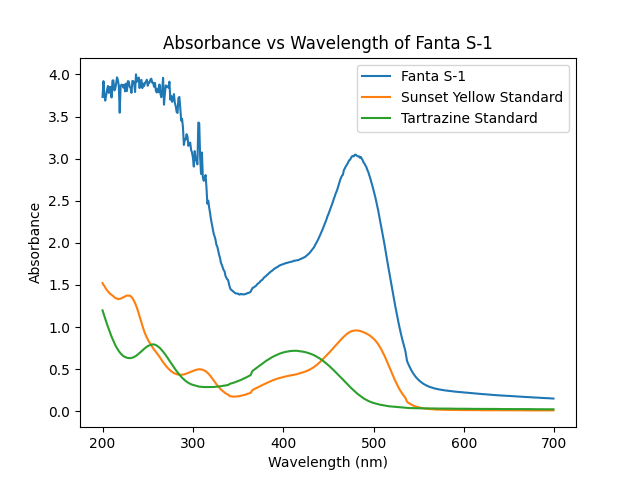 Absorbance vs Wavelength of Fanta S-1
Fanta S-1
Sunset Yellow Standard
Tartrazine Standard
Absorbance
4.0
3.5
3.0
2.5
2.0
1.5
1.0
0.5
0.0
200 300 400 500 600 700
Wavelength (nm)